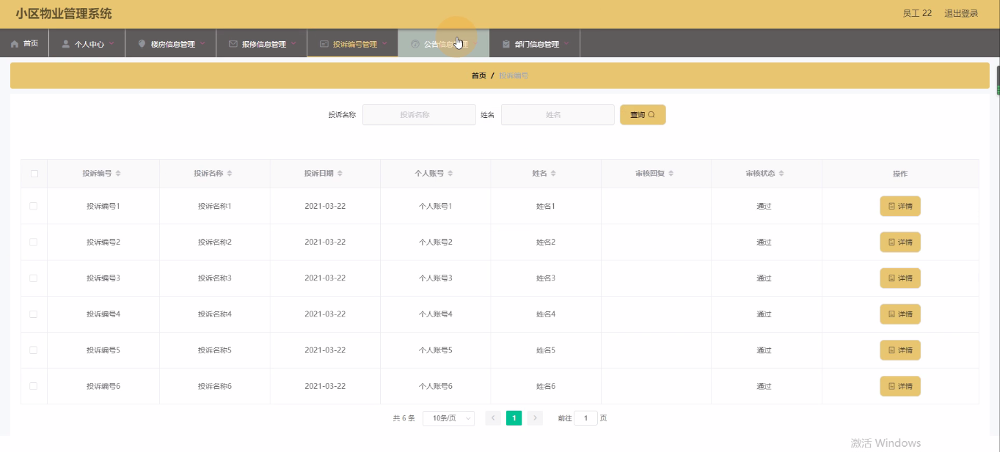 小区物业管理系统 员工 22 退出登录
首页 个人中心 楼房信息管理 报修信息管理 投诉编号管理 公告信息管理 部门信息管理
首页 / 投诉编号
投诉名称 投诉名称 姓名 姓名 查询
投诉编号 投诉名称 投诉日期 个人账号 姓名 审核回复 审核状态 操作
投诉编号1 投诉名称1 2021-03-22 个人账号1 姓名1 通过 详情
投诉编号2 投诉名称2 2021-03-22 个人账号2 姓名2 通过 详情
投诉编号3 投诉名称3 2021-03-22 个人账号3 姓名3 通过 详情
投诉编号4 投诉名称4 2021-03-22 个人账号4 姓名4 通过 详情
投诉编号5 投诉名称5 2021-03-22 个人账号5 姓名5 通过 详情
投诉编号6 投诉名称6 2021-03-22 个人账号6 姓名6 通过 详情
共 6 条 10条/页 1 前往 1 页
激活 Windows